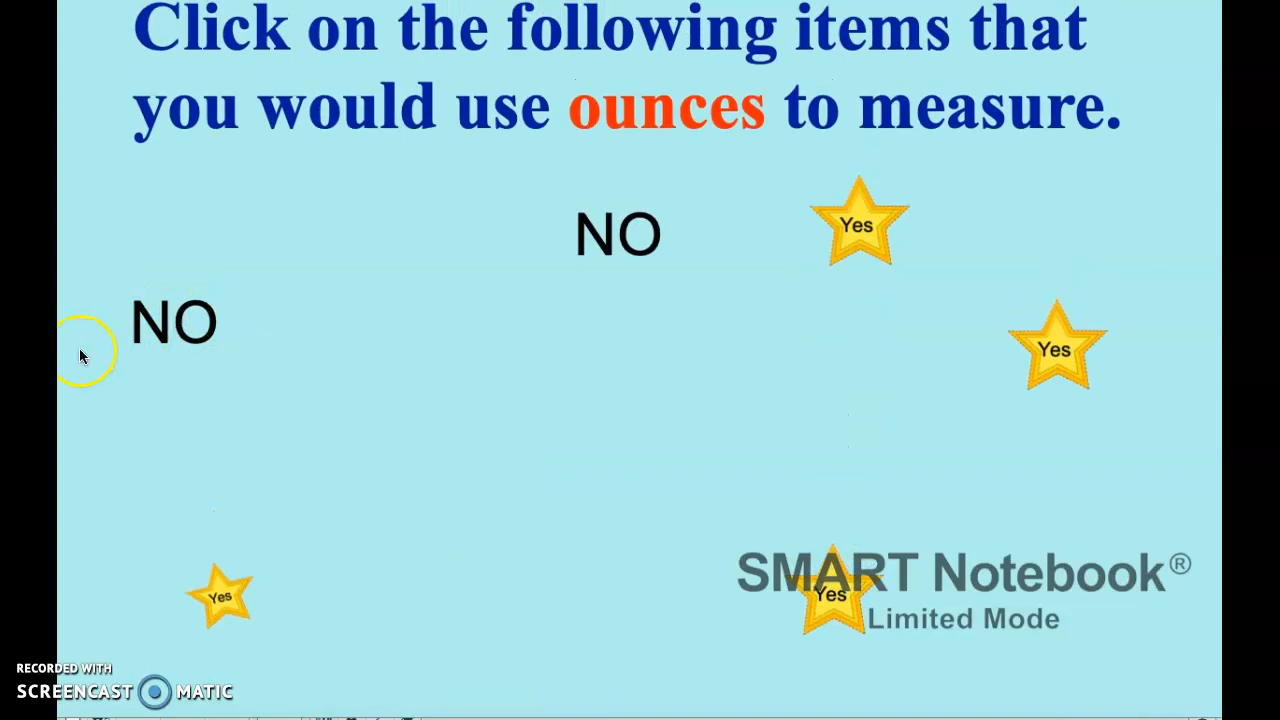 Click on the following items that
you would use ounces to measure.
NO
Yes
NO
Yes
Yes
Yes
SMART Notebook®
Limited Mode
RECORDED WITH
SCREENCAST MATIC